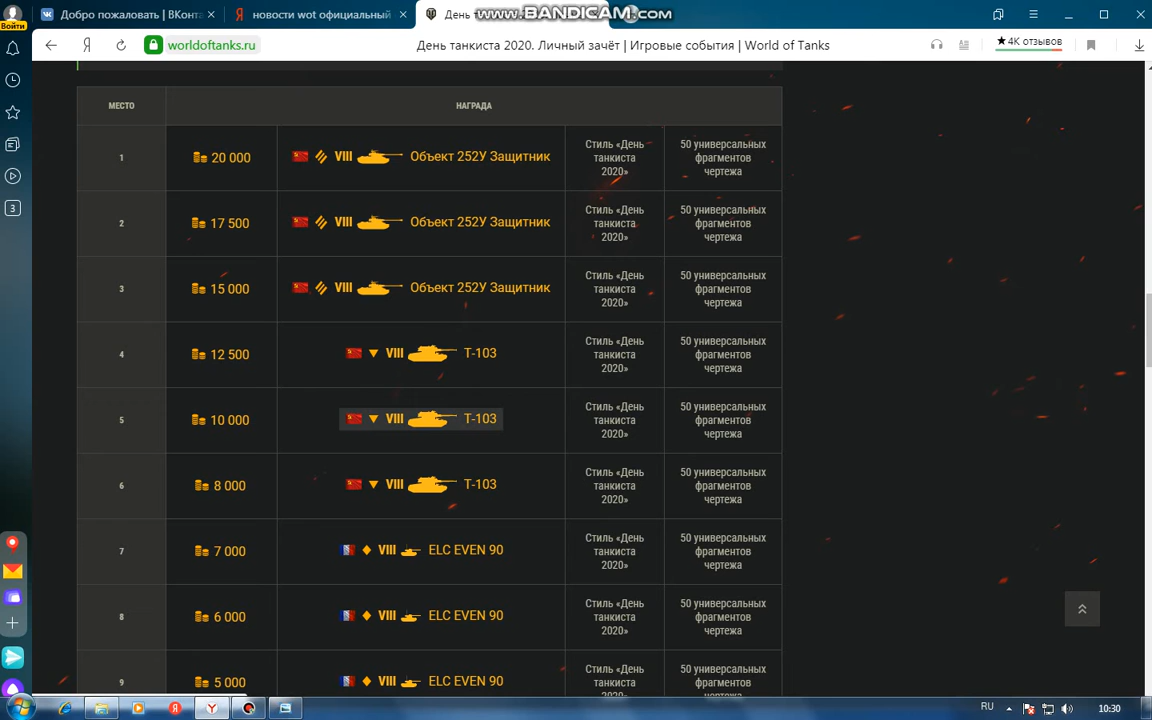 Добро пожаловать | ВКонта
новости wot официальный
День т
www.BANDICAM.com
Войти
worldoftanks.ru
День танкиста 2020. Личный зачёт | Игровые события | World of Tanks
★4К отзывов
3
МЕСТО
НАГРАДА
1
20 000
VIII
Объект 252У Защитник
Стиль «День
танкиста
2020»
50 универсальных
фрагментов
чертежа
2
17 500
VIII
Объект 252У Защитник
Стиль «День
танкиста
2020»
50 универсальных
фрагментов
чертежа
3
15 000
VIII
Объект 252У Защитник
Стиль «День
танкиста
2020»
50 универсальных
фрагментов
чертежа
4
12 500
VIII
Т-103
Стиль «День
танкиста
2020»
50 универсальных
фрагментов
чертежа
5
10 000
VIII
Т-103
Стиль «День
танкиста
2020»
50 универсальных
фрагментов
чертежа
6
8 000
VIII
Т-103
Стиль «День
танкиста
2020»
50 универсальных
фрагментов
чертежа
7
7 000
VIII
ELC EVEN 90
Стиль «День
танкиста
2020»
50 универсальных
фрагментов
чертежа
8
6 000
VIII
ELC EVEN 90
Стиль «День
танкиста
2020»
50 универсальных
фрагментов
чертежа
9
5 000
VIII
ELC EVEN 90
Стиль «День
танкиста
50 универсальных
фрагментов
RU
10:30